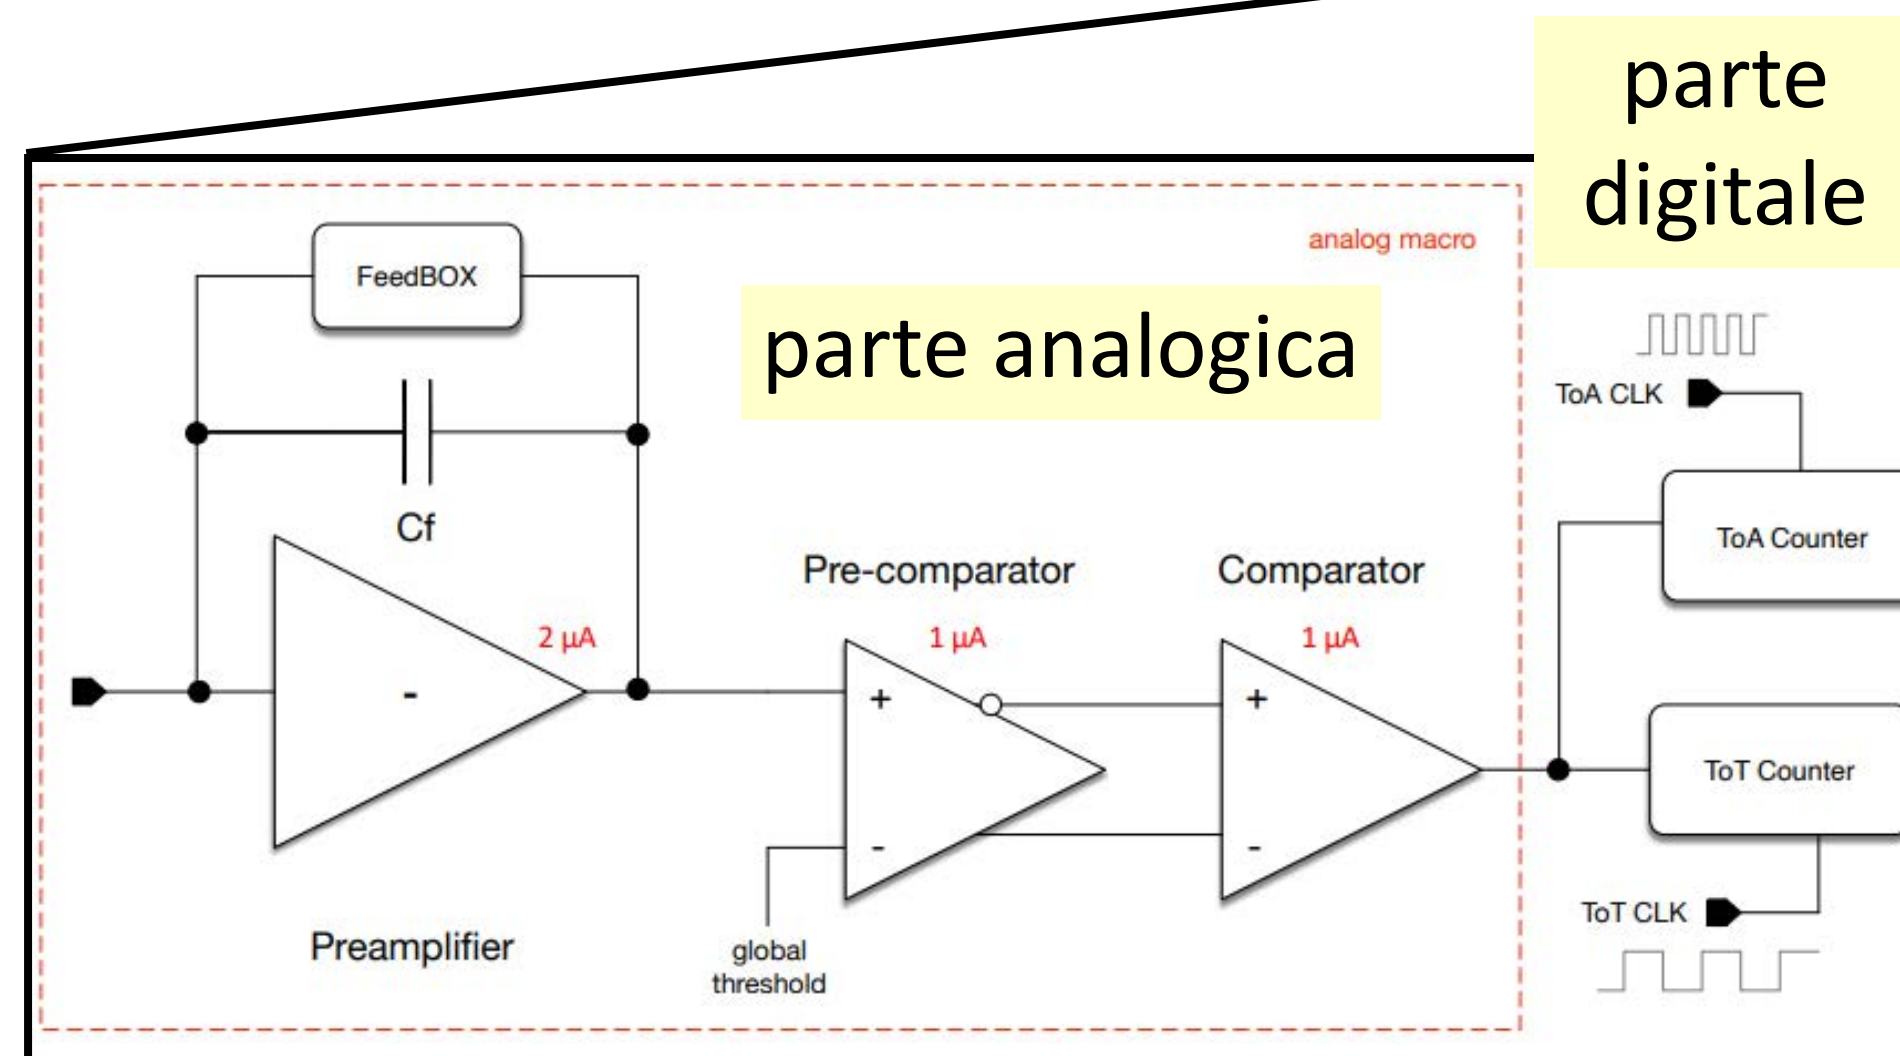 parte
digitale
analog macro
FeedBOX
parte analogica
ToA CLK
Cf
ToA Counter
Pre-comparator
Comparator
2 µA
1 µA
1 µA
-
+
+
ToT Counter
-
-
ToT CLK
Preamplifier
global
threshold